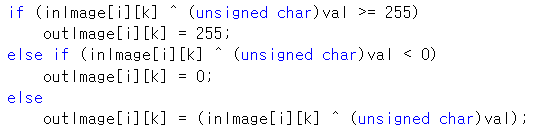 if (inImage[i][k] ^ (unsigned char)val >= 255)
    outImage[i][k] = 255;
else if (inImage[i][k] ^ (unsigned char)val < 0)
    outImage[i][k] = 0;
else
    outImage[i][k] = (inImage[i][k] ^ (unsigned char)val);